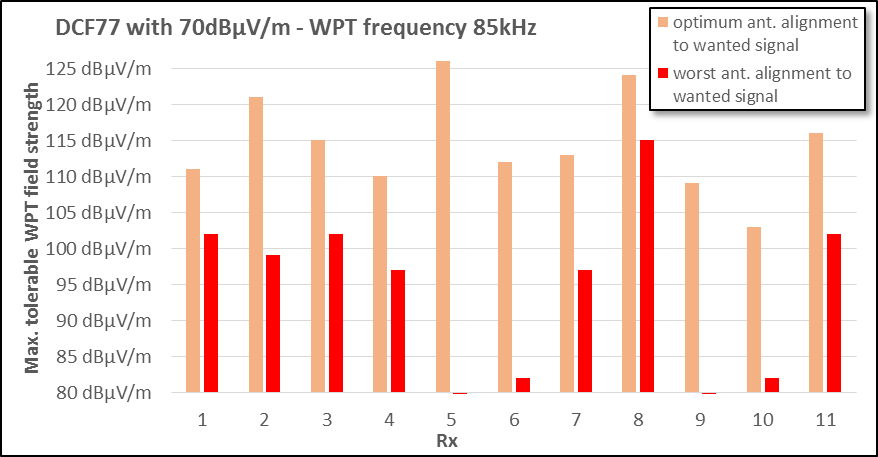 DCF77 with 70dBµV/m - WPT frequency 85kHz
optimum ant. alignment
to wanted signal
worst ant. alignment to
wanted signal
Max. tolerable WPT field strength
125 dBµV/m
120 dBµV/m
115 dBµV/m
110 dBµV/m
105 dBµV/m
100 dBµV/m
95 dBµV/m
90 dBµV/m
85 dBµV/m
80 dBµV/m
1 2 3 4 5 6 7 8 9 10 11
Rx